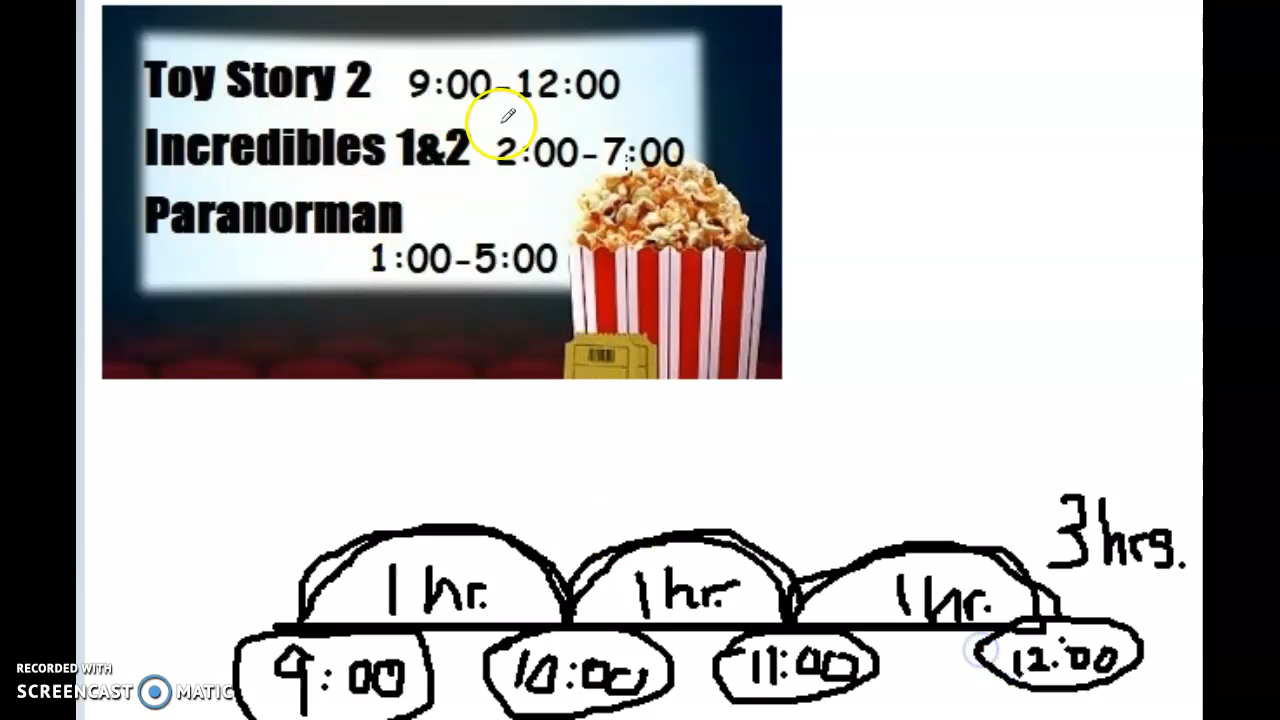 Toy Story 2 9:00-12:00
Incredibles 1&2 2:00-7:00
Paranorman
1:00-5:00
3 hrs.
1 hr. 1 hr. 1 hr.
9:00 10:00 11:00 12:00
RECORDED WITH
SCREENCAST MATIC